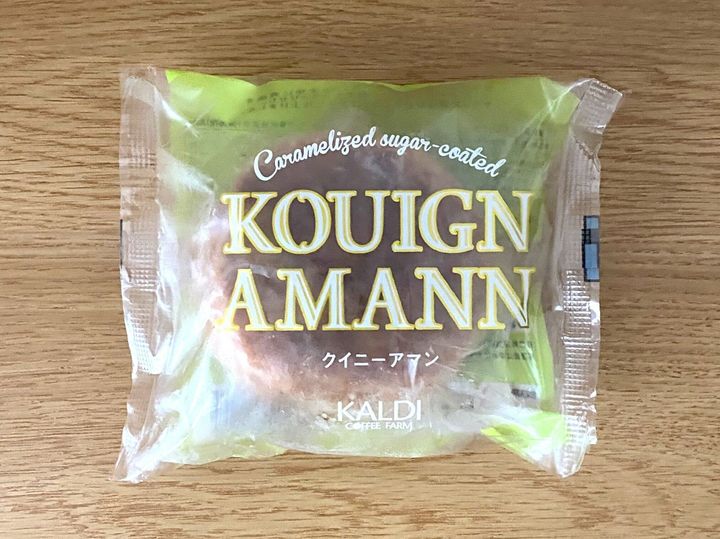 Caramelized sugar-coated
KOUIGN
AMANN
クイニーアマン
KALDI
COFFEE FARM